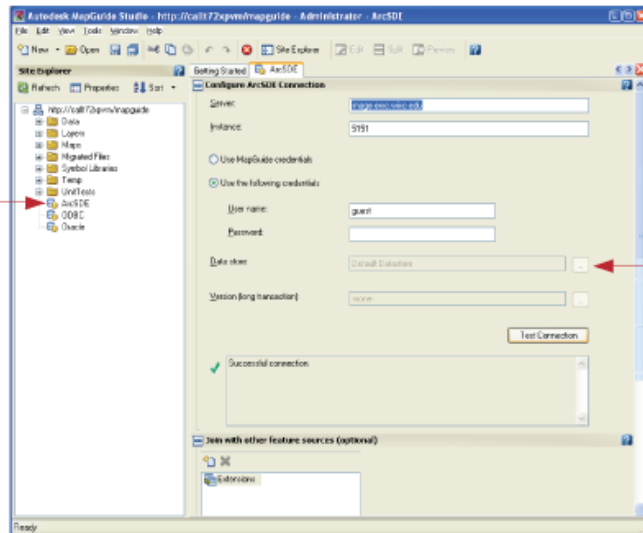 Autodesk MapGuide Studio - http://callt72xpvm/mapguide - Administrator - ArcSDE
File Edit View Tools Window Help
New Open Site Explorer Edit Split Preview
Site Explorer
Refresh Properties Sort
http://callt72xpvm/mapguide
Data
Layers
Maps
Migrated Files
Symbol Libraries
Temp
UnitTests
ArcSDE
ODBC
Oracle
Getting Started ArcSDE
Configure ArcSDE Connection
Server:
Instance: 5151
Use MapGuide credentials
Use the following credentials
User name: guest
Password:
Data store: Default Datastore ...
Version (long transaction): -none- ...
Test Connection
Successful connection.
Join with other feature sources (optional)
Extensions
Ready